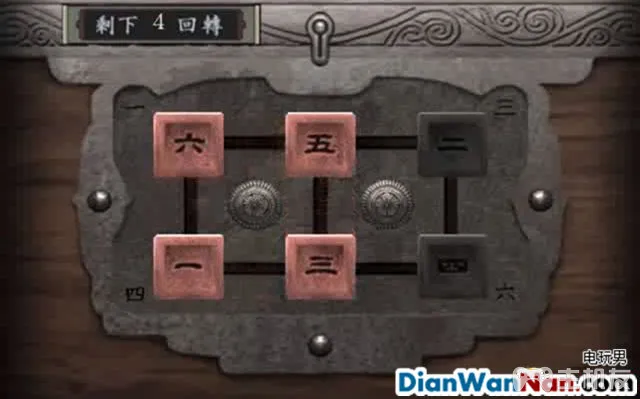 剩下 4 回轉
一 三
六 五 二
一 三 四
四 六
电玩男
DianWanNan.com